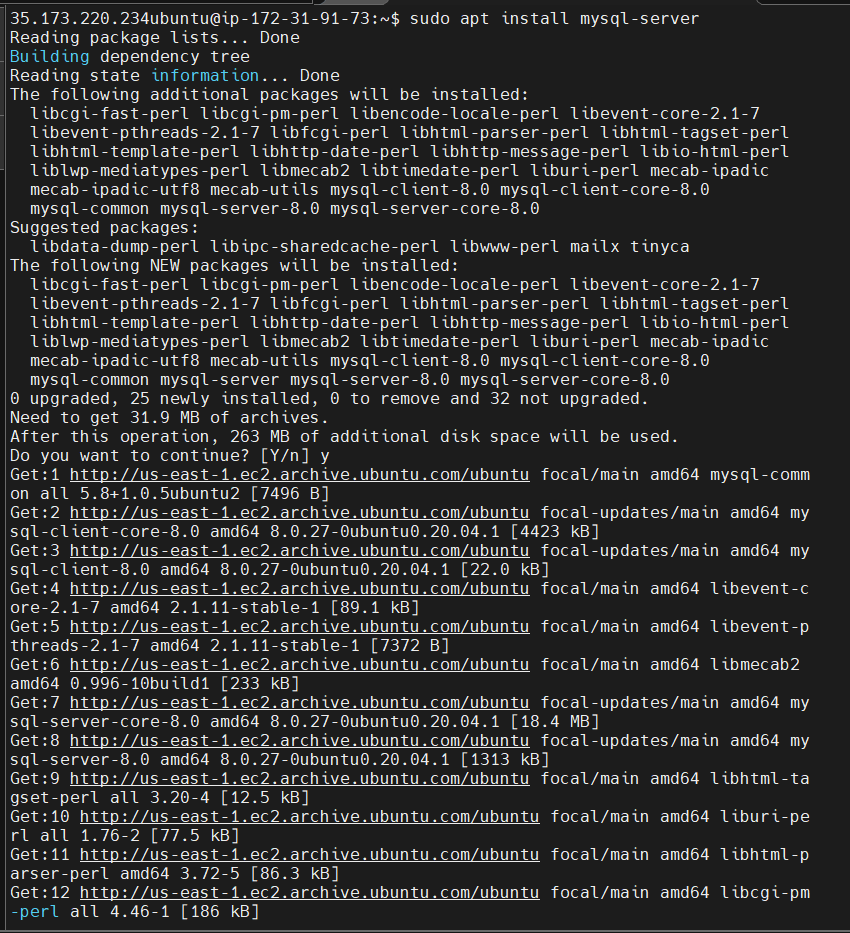 35.173.220.234ubuntu@ip-172-31-91-73:~$ sudo apt install mysql-server
Reading package lists... Done
Building dependency tree
Reading state information... Done
The following additional packages will be installed:
  libcgi-fast-perl libcgi-pm-perl libencode-locale-perl libevent-core-2.1-7
  libevent-pthreads-2.1-7 libfcgi-perl libhtml-parser-perl libhtml-tagset-perl
  libhtml-template-perl libhttp-date-perl libhttp-message-perl libio-html-perl
  liblwp-mediatypes-perl libmecab2 libtimedate-perl liburi-perl mecab-ipadic
  mecab-ipadic-utf8 mecab-utils mysql-client-8.0 mysql-client-core-8.0
  mysql-common mysql-server-8.0 mysql-server-core-8.0
Suggested packages:
  libdata-dump-perl libipc-sharedcache-perl libwww-perl mailx tinyca
The following NEW packages will be installed:
  libcgi-fast-perl libcgi-pm-perl libencode-locale-perl libevent-core-2.1-7
  libevent-pthreads-2.1-7 libfcgi-perl libhtml-parser-perl libhtml-tagset-perl
  libhtml-template-perl libhttp-date-perl libhttp-message-perl libio-html-perl
  liblwp-mediatypes-perl libmecab2 libtimedate-perl liburi-perl mecab-ipadic
  mecab-ipadic-utf8 mecab-utils mysql-client-8.0 mysql-client-core-8.0
  mysql-common mysql-server mysql-server-8.0 mysql-server-core-8.0
0 upgraded, 25 newly installed, 0 to remove and 32 not upgraded.
Need to get 31.9 MB of archives.
After this operation, 263 MB of additional disk space will be used.
Do you want to continue? [Y/n] y
Get:1 http://us-east-1.ec2.archive.ubuntu.com/ubuntu focal/main amd64 mysql-comm
on all 5.8+1.0.5ubuntu2 [7496 B]
Get:2 http://us-east-1.ec2.archive.ubuntu.com/ubuntu focal-updates/main amd64 my
sql-client-core-8.0 amd64 8.0.27-0ubuntu0.20.04.1 [4423 kB]
Get:3 http://us-east-1.ec2.archive.ubuntu.com/ubuntu focal-updates/main amd64 my
sql-client-8.0 amd64 8.0.27-0ubuntu0.20.04.1 [22.0 kB]
Get:4 http://us-east-1.ec2.archive.ubuntu.com/ubuntu focal/main amd64 libevent-c
ore-2.1-7 amd64 2.1.11-stable-1 [89.1 kB]
Get:5 http://us-east-1.ec2.archive.ubuntu.com/ubuntu focal/main amd64 libevent-p
threads-2.1-7 amd64 2.1.11-stable-1 [7372 B]
Get:6 http://us-east-1.ec2.archive.ubuntu.com/ubuntu focal/main amd64 libmecab2
amd64 0.996-10build1 [233 kB]
Get:7 http://us-east-1.ec2.archive.ubuntu.com/ubuntu focal-updates/main amd64 my
sql-server-core-8.0 amd64 8.0.27-0ubuntu0.20.04.1 [18.4 MB]
Get:8 http://us-east-1.ec2.archive.ubuntu.com/ubuntu focal-updates/main amd64 my
sql-server-8.0 amd64 8.0.27-0ubuntu0.20.04.1 [1313 kB]
Get:9 http://us-east-1.ec2.archive.ubuntu.com/ubuntu focal/main amd64 libhtml-ta
gset-perl all 3.20-4 [12.5 kB]
Get:10 http://us-east-1.ec2.archive.ubuntu.com/ubuntu focal/main amd64 liburi-pe
rl all 1.76-2 [77.5 kB]
Get:11 http://us-east-1.ec2.archive.ubuntu.com/ubuntu focal/main amd64 libhtml-p
arser-perl amd64 3.72-5 [86.3 kB]
Get:12 http://us-east-1.ec2.archive.ubuntu.com/ubuntu focal/main amd64 libcgi-pm
-perl all 4.46-1 [186 kB]